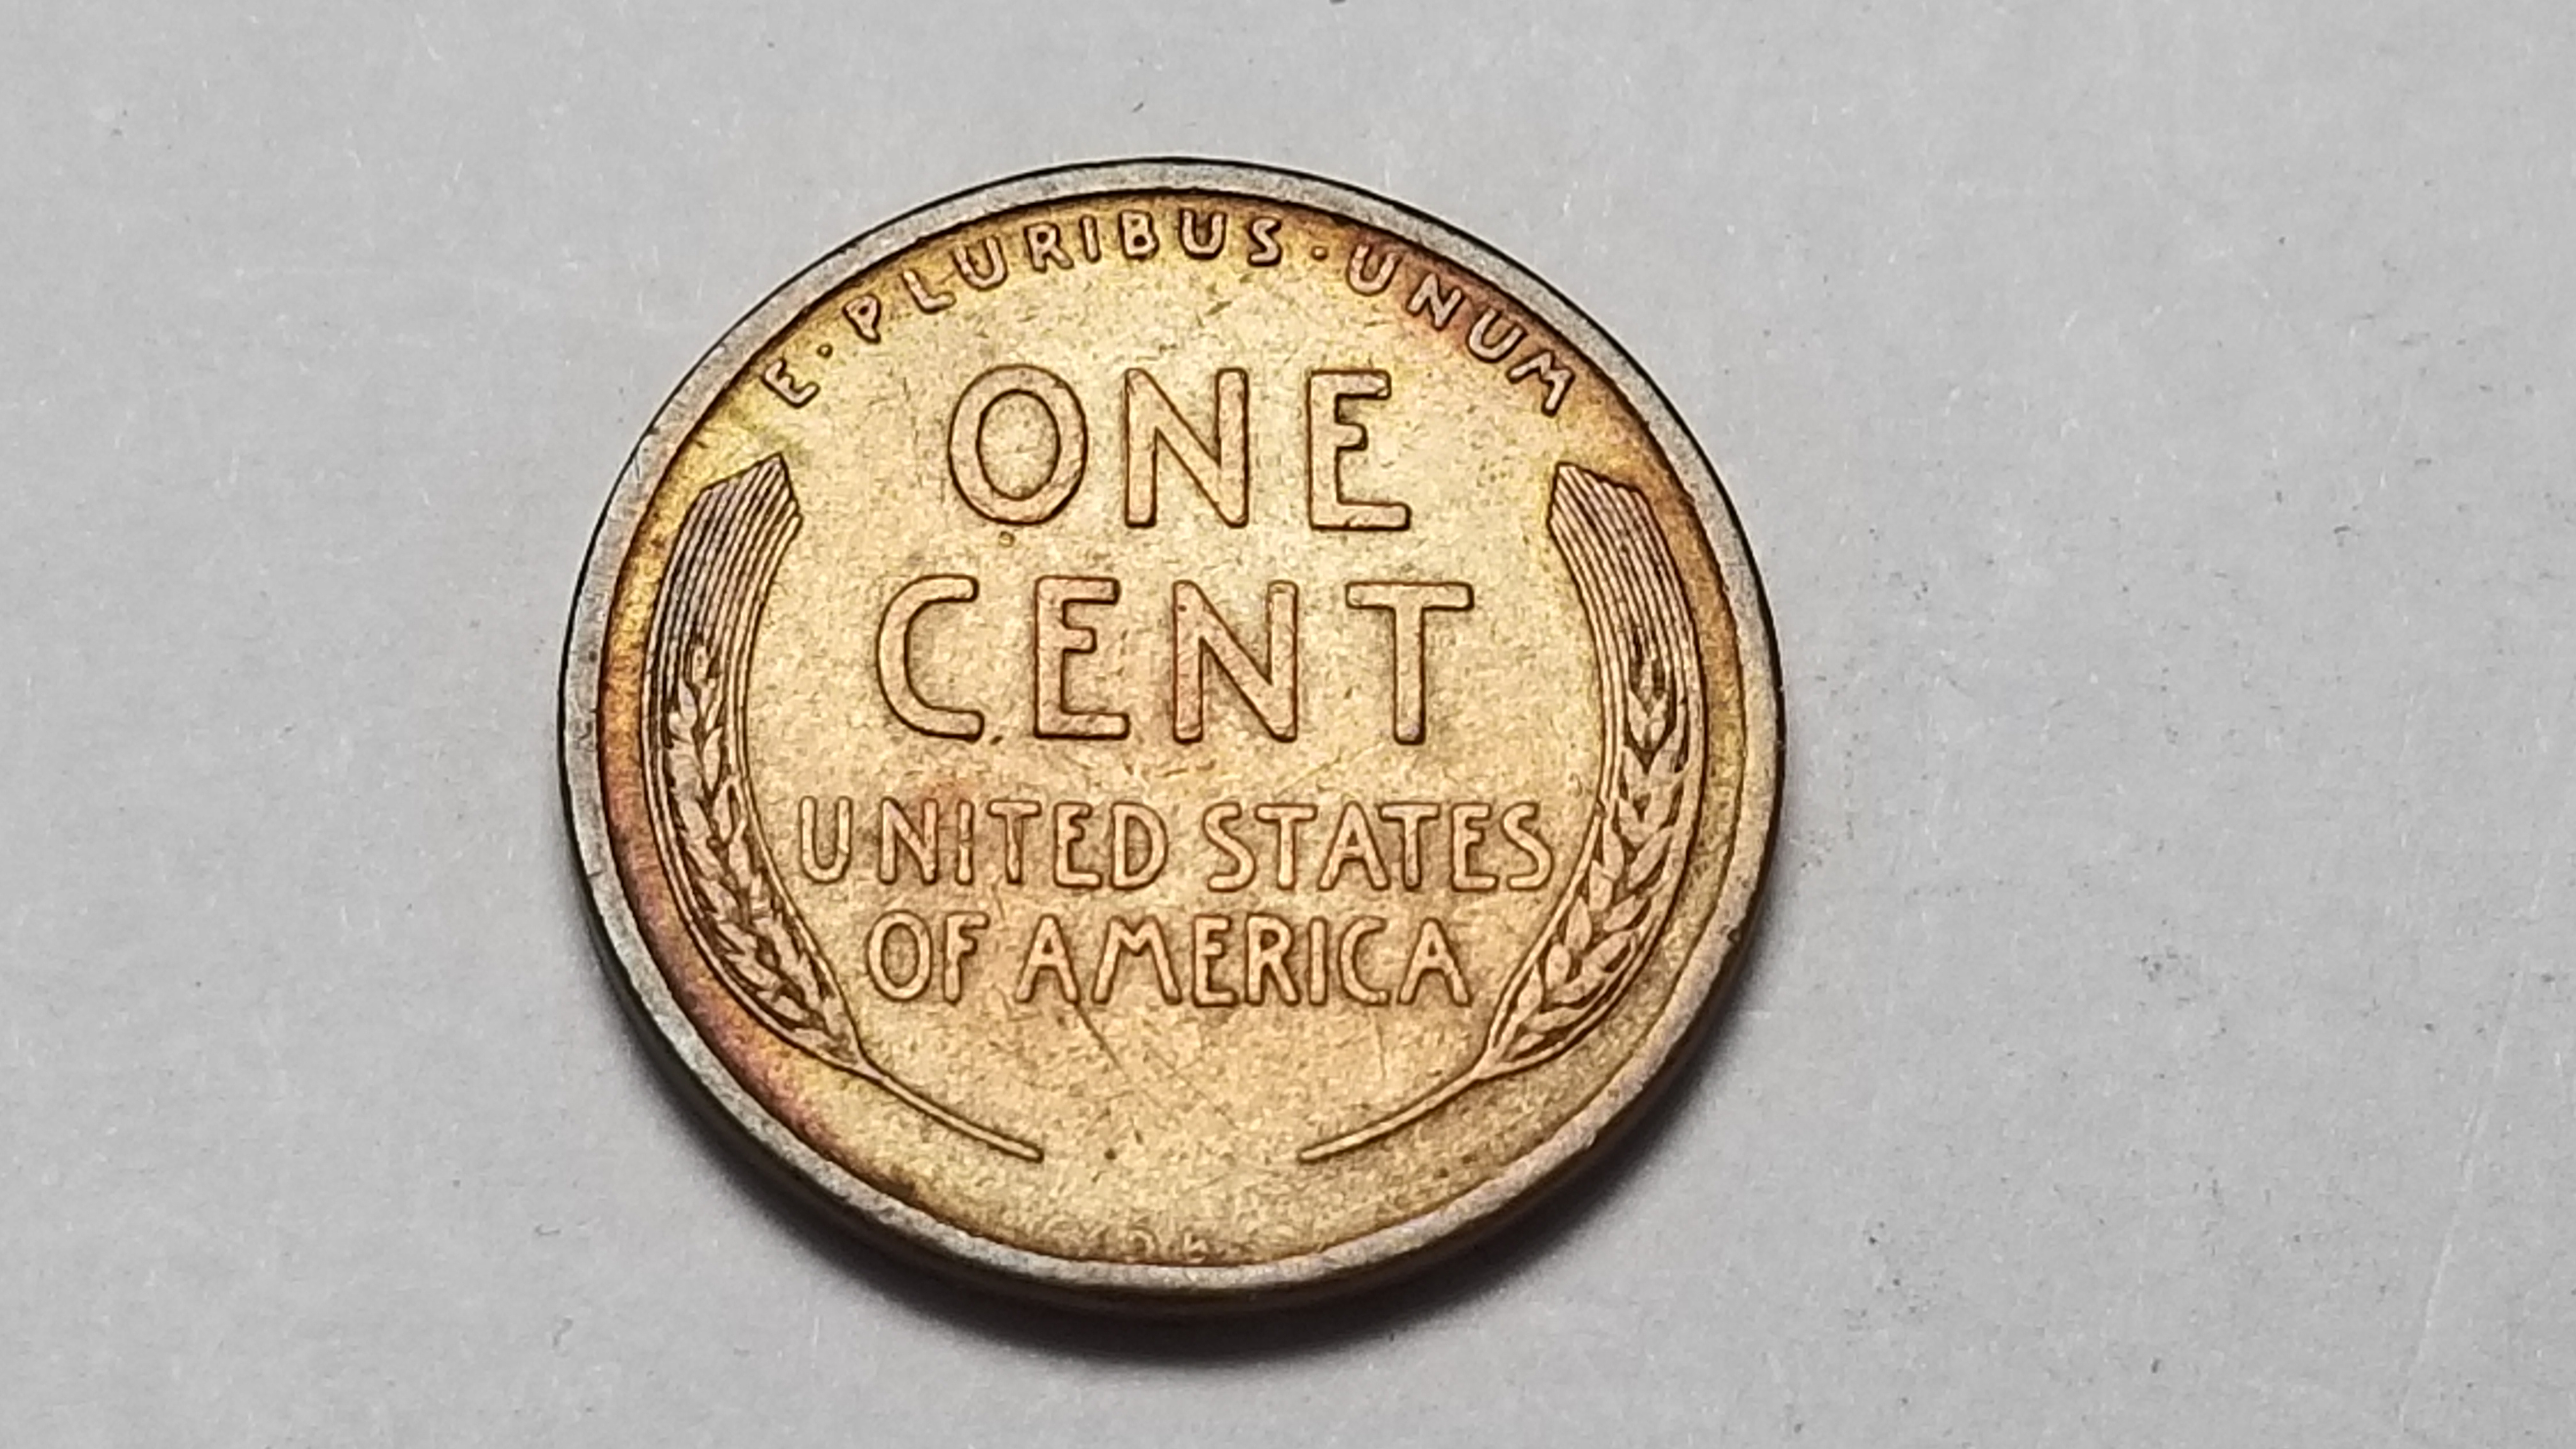 E·PLURIBUS·UNUM
ONE
CENT
UNITED STATES
OF AMERICA